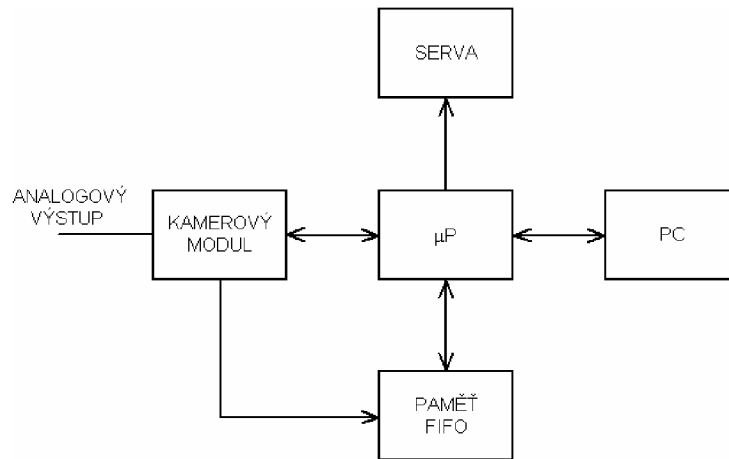 SERVA
ANALOGOVÝ
VÝSTUP
KAMEROVÝ
MODUL
µP
PC
PAMĚŤ
FIFO